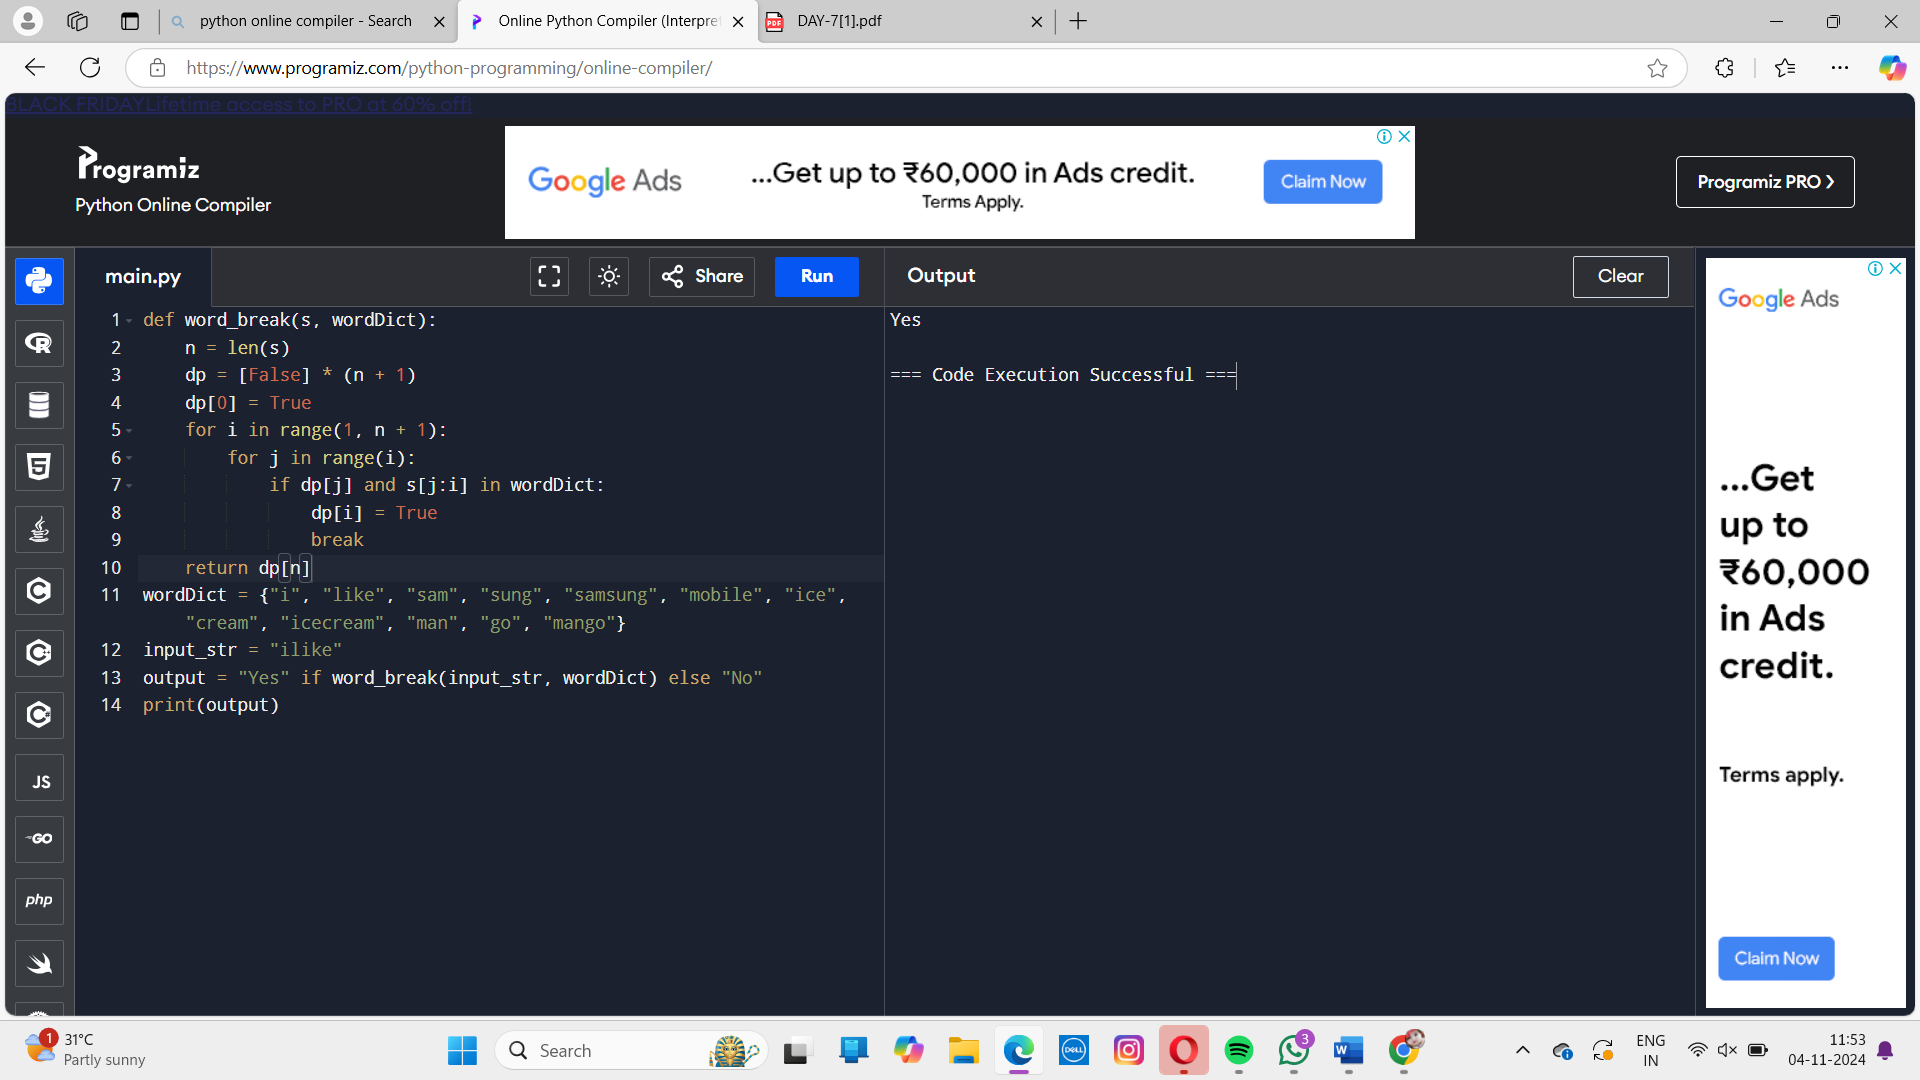 python online compiler - Search
Online Python Compiler (Interpre
DAY-7[1].pdf
https://www.programiz.com/python-programming/online-compiler/
BLACK FRIDAYLifetime access to PRO at 60% off!
Programiz
Python Online Compiler
Google Ads
...Get up to ₹60,000 in Ads credit.
Terms Apply.
Claim Now
Programiz PRO ›
main.py
Share
Run
Output
Clear
1 def word_break(s, wordDict):
2     n = len(s)
3     dp = [False] * (n + 1)
4     dp[0] = True
5     for i in range(1, n + 1):
6         for j in range(i):
7             if dp[j] and s[j:i] in wordDict:
8                 dp[i] = True
9                 break
10     return dp[n]
11 wordDict = {"i", "like", "sam", "sung", "samsung", "mobile", "ice",
"cream", "icecream", "man", "go", "mango"}
12 input_str = "ilike"
13 output = "Yes" if word_break(input_str, wordDict) else "No"
14 print(output)
Yes
=== Code Execution Successful ===
Google Ads
...Get
up to
₹60,000
in Ads
credit.
Terms apply.
Claim Now
JS
GO
php
1
31°C
Partly sunny
Search
DELL
3
ENG
IN
11:53
04-11-2024